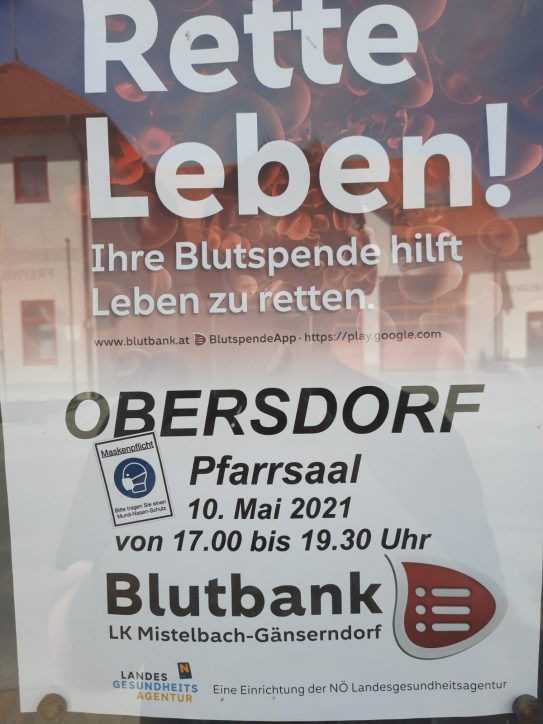 Rette
Leben!
Ihre Blutspende hilft
Leben zu retten.
www.blutbank.at BlutspendeApp · https://play.google.com
OBERSDORF
Maskenpflicht
Bitte tragen Sie einen
Mund-Nasen-Schutz
Pfarrsaal
10. Mai 2021
von 17.00 bis 19.30 Uhr
Blutbank
LK Mistelbach-Gänserndorf
N
LANDES
GESUNDHEITS
AGENTUR
Eine Einrichtung der NÖ Landesgesundheitsagentur